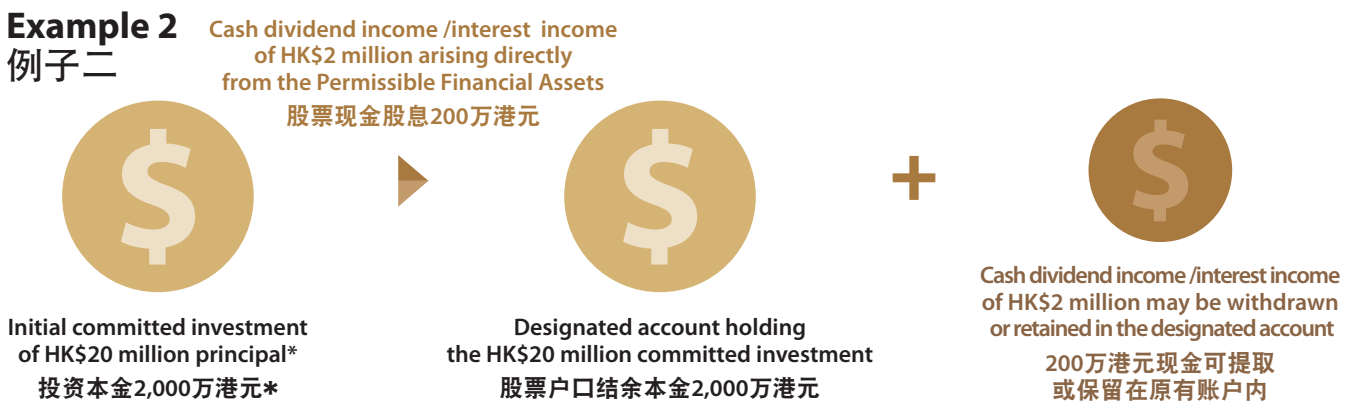 Example 2
例子二
Cash dividend income /interest income
of HK$2 million arising directly
from the Permissible Financial Assets
股票现金股息200万港元
$
$
+
$
Initial committed investment
of HK$20 million principal*
投资本金2,000万港元*
Designated account holding
the HK$20 million committed investment
股票户口结余本金2,000万港元
Cash dividend income /interest income
of HK$2 million may be withdrawn
or retained in the designated account
200万港元现金可提取
或保留在原有账户内